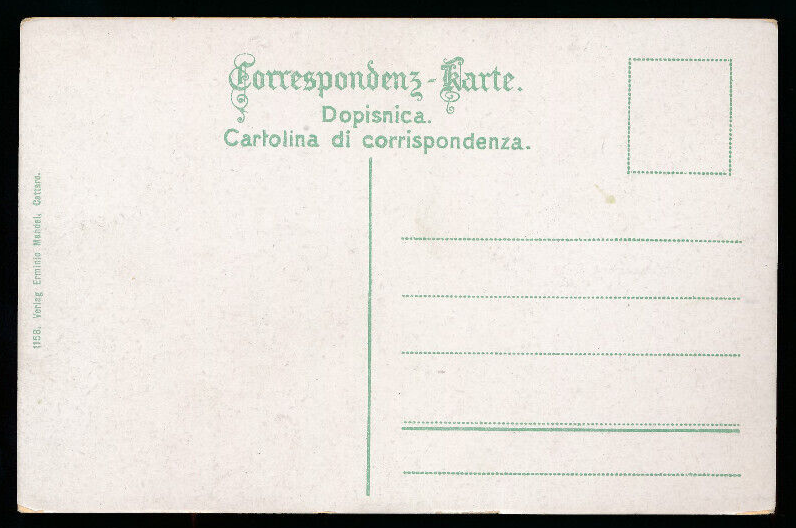 Correspondenz-Karte.
Dopisnica.
Cartolina di corrispondenza.
1158. Verlag Erminio Mandel, Cattaro.